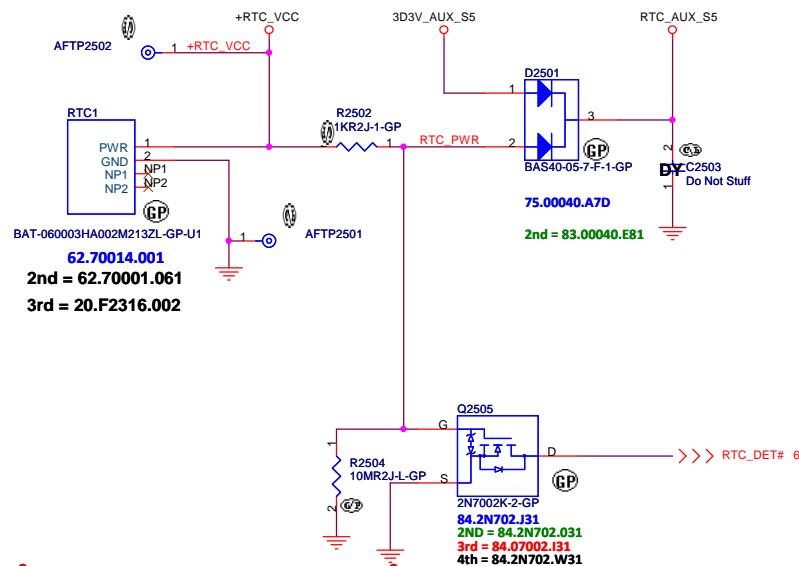 +RTC_VCC
3D3V_AUX_S5
RTC_AUX_S5
AFTP2502
1
+RTC_VCC
D2501
RTC1
R2502
1KR2J-1-GP
1
3
PWR
1
2
1
RTC_PWR
2
GND
2
NP1
NP1
NP2
NP2
GP
BAS40-05-7-F-1-GP
2
DY
C2503
Do Not Stuff
1
GP
75.00040.A7D
BAT-060003HA002M213ZL-GP-U1
1
AFTP2501
2nd = 83.00040.E81
62.70014.001
2nd = 62.70001.061
3rd = 20.F2316.002
Q2505
G
1
R2504
10MR2J-L-GP
D
RTC_DET# 6
S
GP
2
2N7002K-2-GP
84.2N702.J31
2ND = 84.2N702.031
3rd = 84.07002.I31
4th = 84.2N702.W31